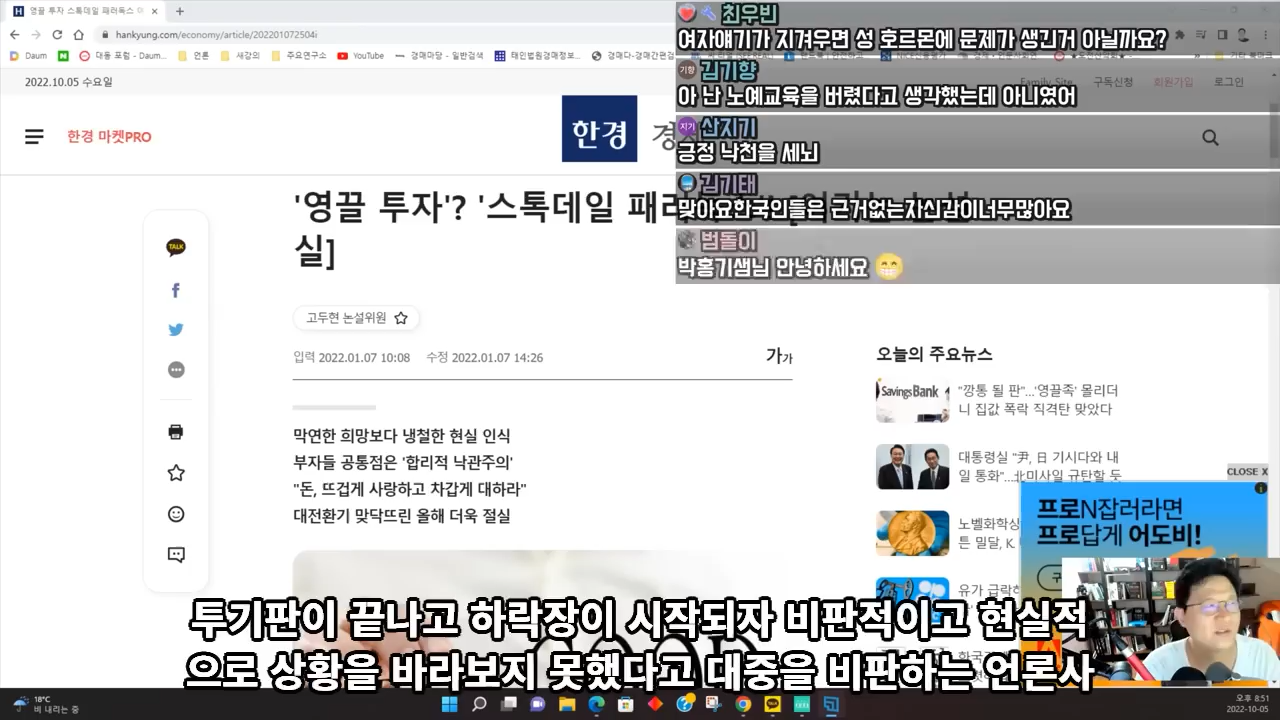 영끌 투자 스톡데일 패러독스
hankyung.com/economy/article/202201072504i
Daum
대통 포럼 - Daum...
언론
새강의
주요연구소
YouTube
경매마당 - 일반검색
태인법원경매정보...
경매다-경매간편검
2022.10.05 수요일
Family Site
구독신청
회원가입
로그인
한경 마켓PRO
한경
경
'영끌 투자'? '스톡데일 패러
실]
고두현 논설위원
입력 2022.01.07 10:08 수정 2022.01.07 14:26
가가
막연한 희망보다 냉철한 현실 인식
부자들 공통점은 '합리적 낙관주의'
"돈, 뜨겁게 사랑하고 차갑게 대하라"
대전환기 맞닥뜨린 올해 더욱 절실
TALK
최우빈
여자얘기가 지겨우면 성 호르몬에 문제가 생긴거 아닐까요?
기향 김기향
아 난 노예교육을 버렸다고 생각했는데 아니였어
지기 산지기
긍정 낙천을 세뇌
김기태
맞아요한국인들은 근거없는자신감이너무많아요
범돌이
박홍기샘님 안녕하세요
오늘의 주요뉴스
Savings Bank
"깡통 될 판"...'영끌족' 몰리더
니 집값 폭락 직격탄 맞았다
대통령실 "尹, 日 기시다와 내
일 통화"...北미사일 규탄할 듯
노벨화학상
튼 밀달, K.
유가 급락하
CLOSE X
프로N잡러라면
프로답게 어도비!
투기판이 끝나고 하락장이 시작되자 비판적이고 현실적
으로 상황을 바라보지 못했다고 대중을 비판하는 언론사
18°C
비 내리는 중
오후 8:51
2022-10-05